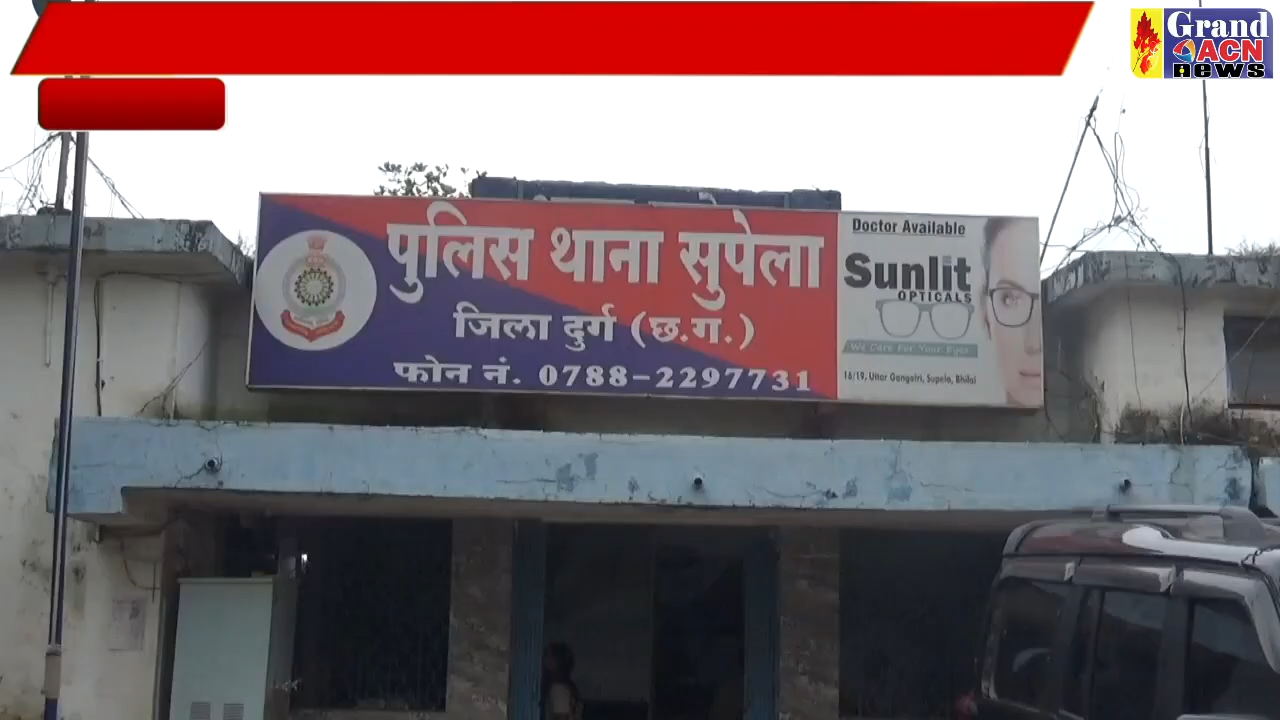 Grand
ACN
news
पुलिस थाना सुपेला
जिला दुर्ग (छ.ग.)
फोन नं. 0788-2297731
Doctor Available
Sunlit
OPTICALS
We Care For Your Eyes
16/19, Uttar Gangotri, Supela, Bhilai